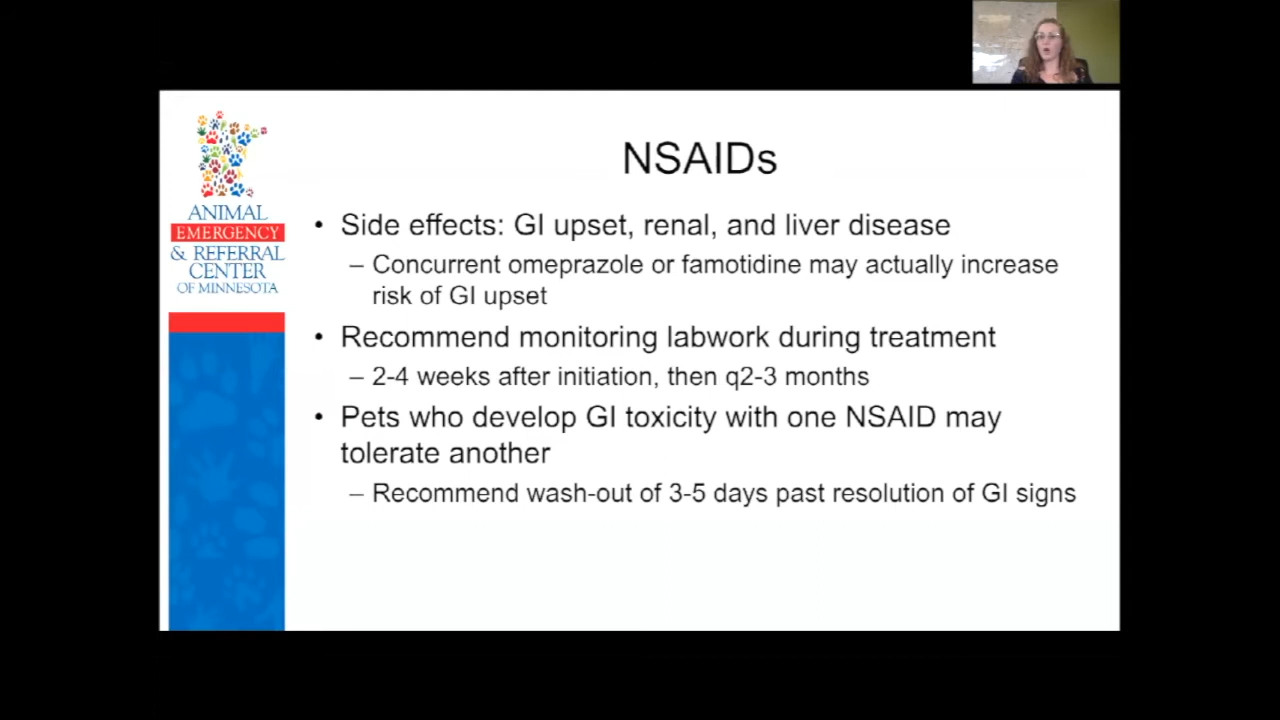 NSAIDs
ANIMAL
EMERGENCY
& REFERRAL
CENTER
OF MINNESOTA
• Side effects: GI upset, renal, and liver disease
– Concurrent omeprazole or famotidine may actually increase
risk of GI upset
• Recommend monitoring labwork during treatment
– 2-4 weeks after initiation, then q2-3 months
• Pets who develop GI toxicity with one NSAID may
tolerate another
– Recommend wash-out of 3-5 days past resolution of GI signs